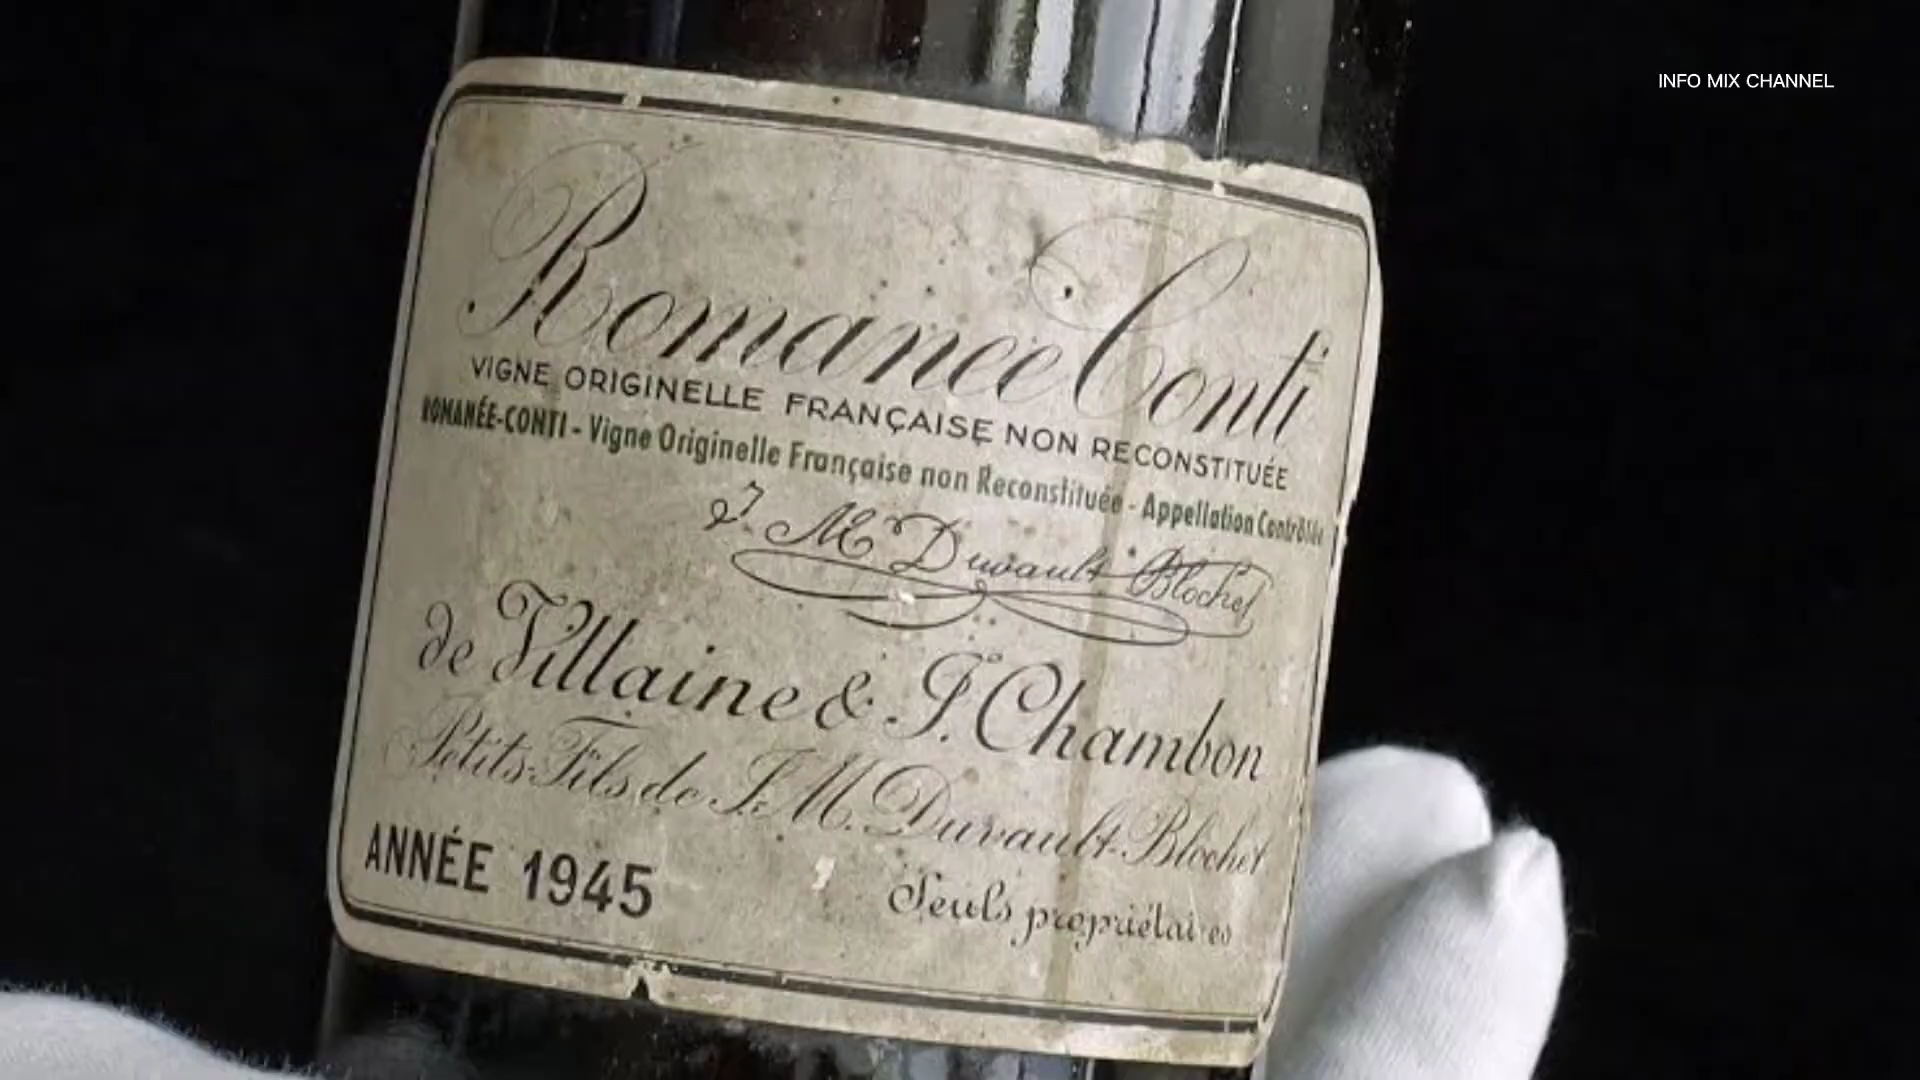 INFO MIX CHANNEL
Romanée Conti
VIGNE ORIGINELLE FRANÇAISE NON RECONSTITUÉE
ROMANÉE-CONTI - Vigne Originelle Française non Reconstituée - Appellation Contrôlée
J. M. Duvault Blochet
de Villaine & J. Chambon
Petits-Fils de J. M. Duvault-Blochet
ANNÉE 1945
Seuls propriétaires